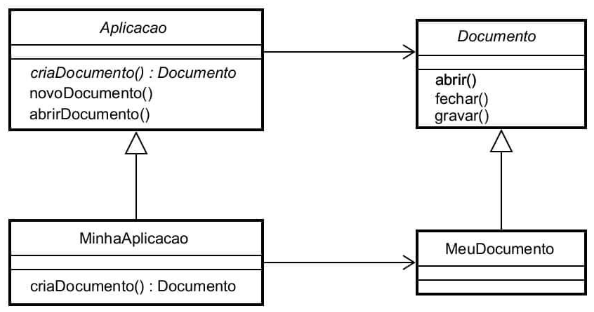 Aplicacao
criaDocumento() : Documento
novoDocumento()
abrirDocumento()
Documento
abrir()
fechar()
gravar()
MinhaAplicacao
criaDocumento() : Documento
MeuDocumento